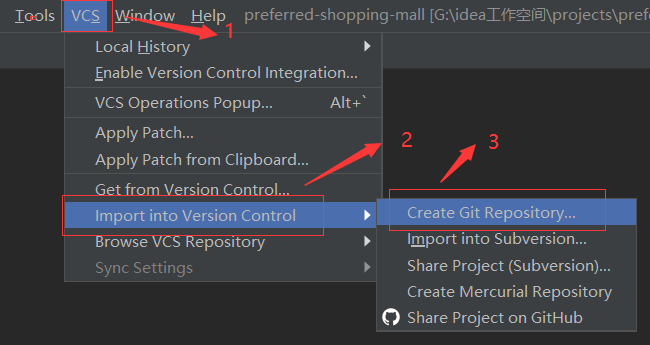 Tools VCS Window Help preferred-shopping-mall [G:\idea工作空间\projects\prefe
1
Local History
Enable Version Control Integration...
VCS Operations Popup... Alt+`
Apply Patch...
Apply Patch from Clipboard...
2
3
Get from Version Control...
Import into Version Control
Create Git Repository...
Browse VCS Repository
Import into Subversion...
Sync Settings
Share Project (Subversion)...
Create Mercurial Repository
Share Project on GitHub